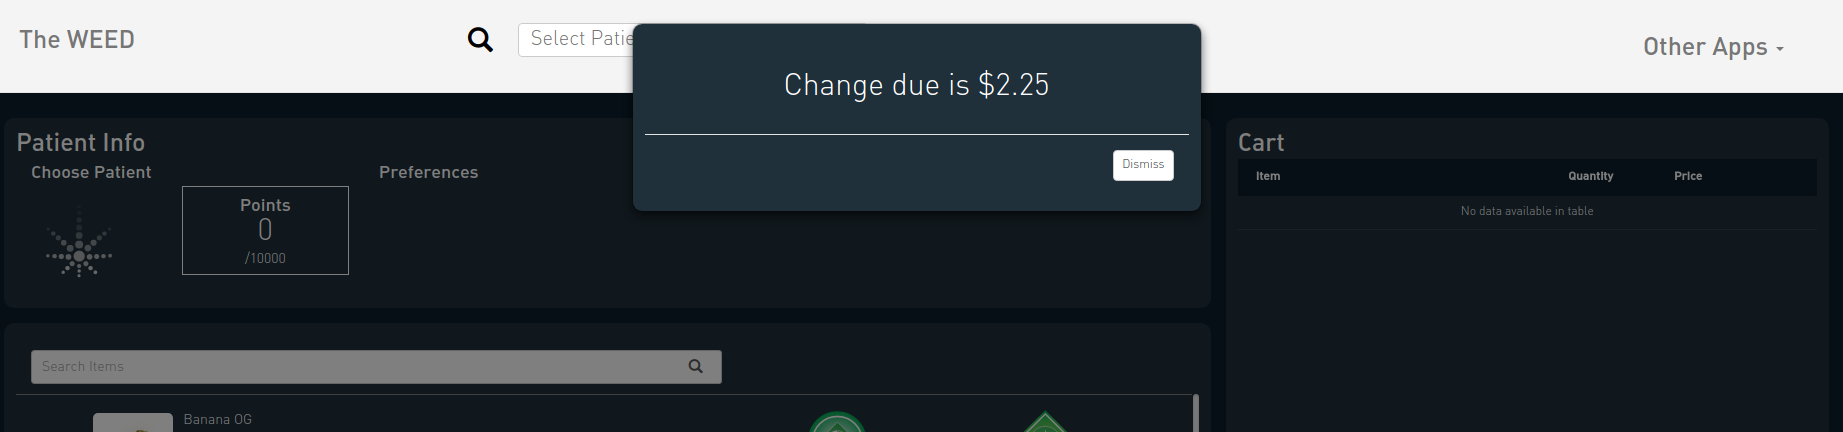 The WEED
Select Patie
Other Apps
Change due is $2.25
Dismiss
Patient Info
Choose Patient
Preferences
Points
0
/10000
Cart
Item Quantity Price
No data available in table
Search Items
Banana OG